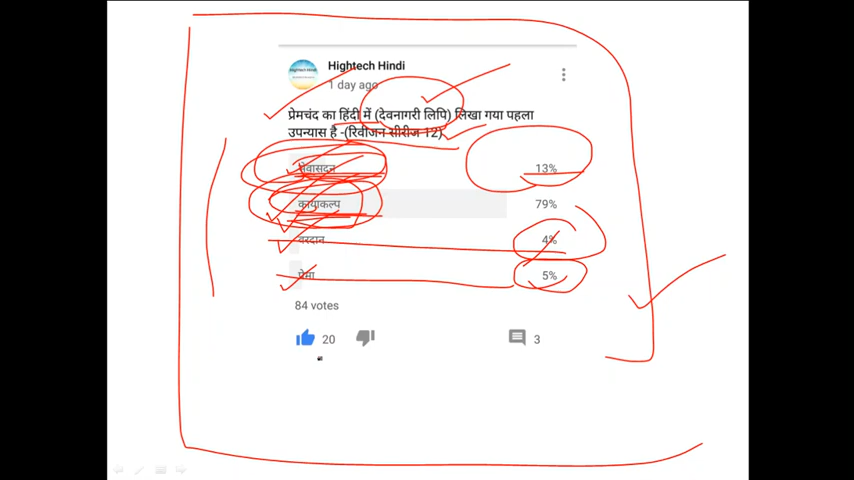 Hightech Hindi
1 day ago
प्रेमचंद का हिंदी में (देवनागरी लिपि) लिखा गया पहला
उपन्यास है -(रिवीजन सीरीज 12)
सेवासदन 13%
कायाकल्प 79%
वरदान 4%
प्रेमा 5%
84 votes
20 3